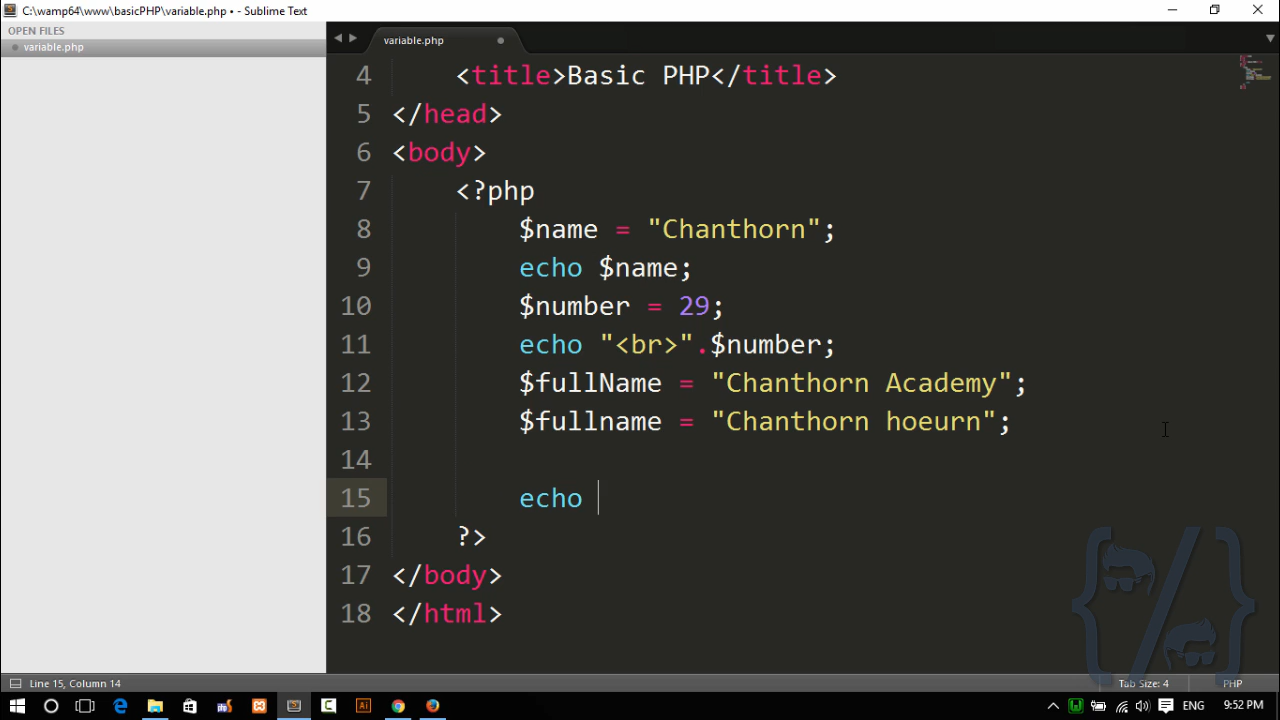 C:\wamp64\www\basicPHP\variable.php • - Sublime Text
OPEN FILES
variable.php
variable.php
4 <title>Basic PHP</title>
5 </head>
6 <body>
7 <?php
8 $name = "Chanthorn";
9 echo $name;
10 $number = 29;
11 echo "<br>".$number;
12 $fullName = "Chanthorn Academy";
13 $fullname = "Chanthorn hoeurn";
14
15 echo
16 ?>
17 </body>
18 </html>
{/}
Line 15, Column 14
Tab Size: 4
PHP
ENG
9:52 PM